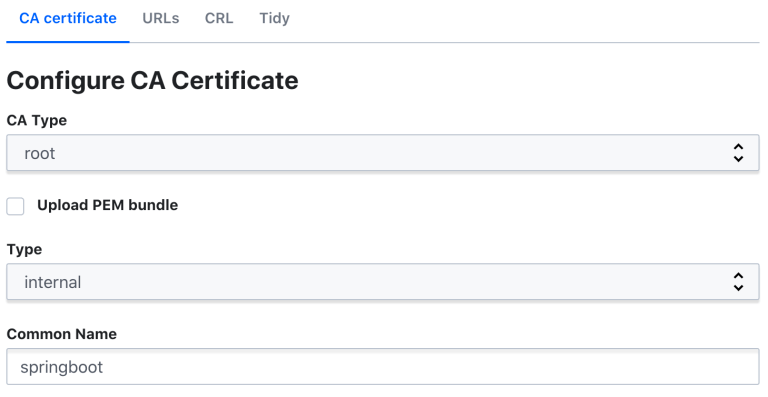 CA certificate URLs CRL Tidy
Configure CA Certificate
CA Type
root
Upload PEM bundle
Type
internal
Common Name
springboot